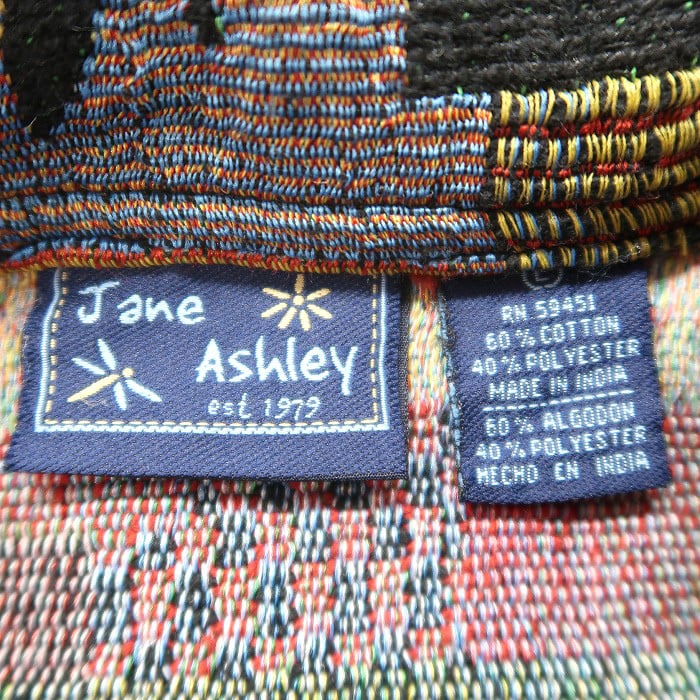 Jane
Ashley
est 1979
L
RN 59451
60% COTTON
40% POLYESTER
MADE IN INDIA
60% ALGODON
40% POLYESTER
HECHO EN INDIA